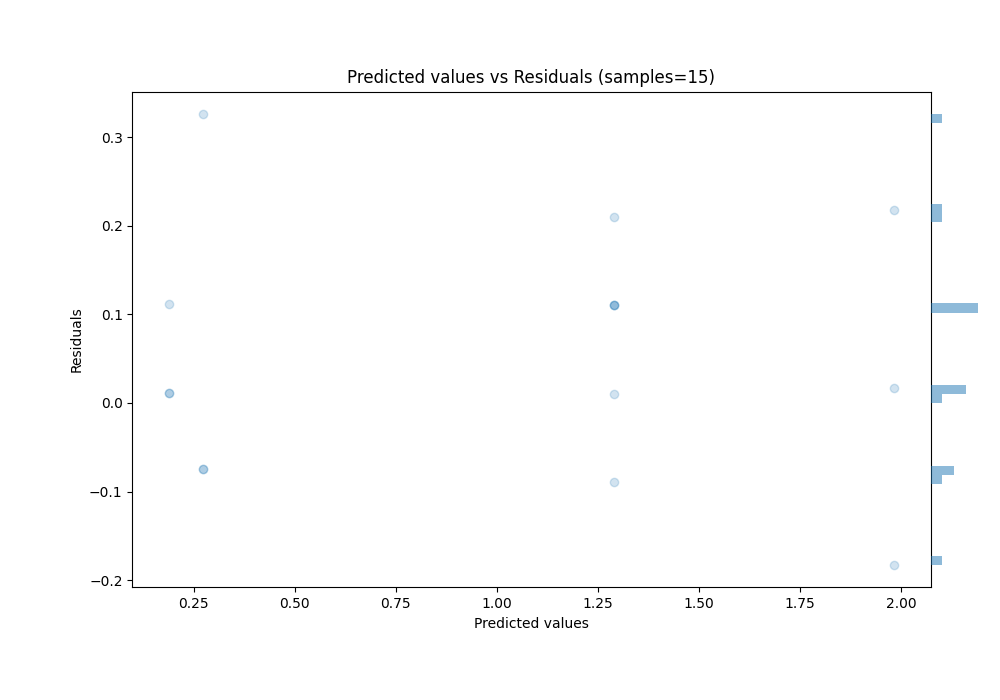 Predicted values vs Residuals (samples=15)
0.3
0.2
0.1
0.0
−0.1
−0.2
Residuals
0.25 0.50 0.75 1.00 1.25 1.50 1.75 2.00
Predicted values